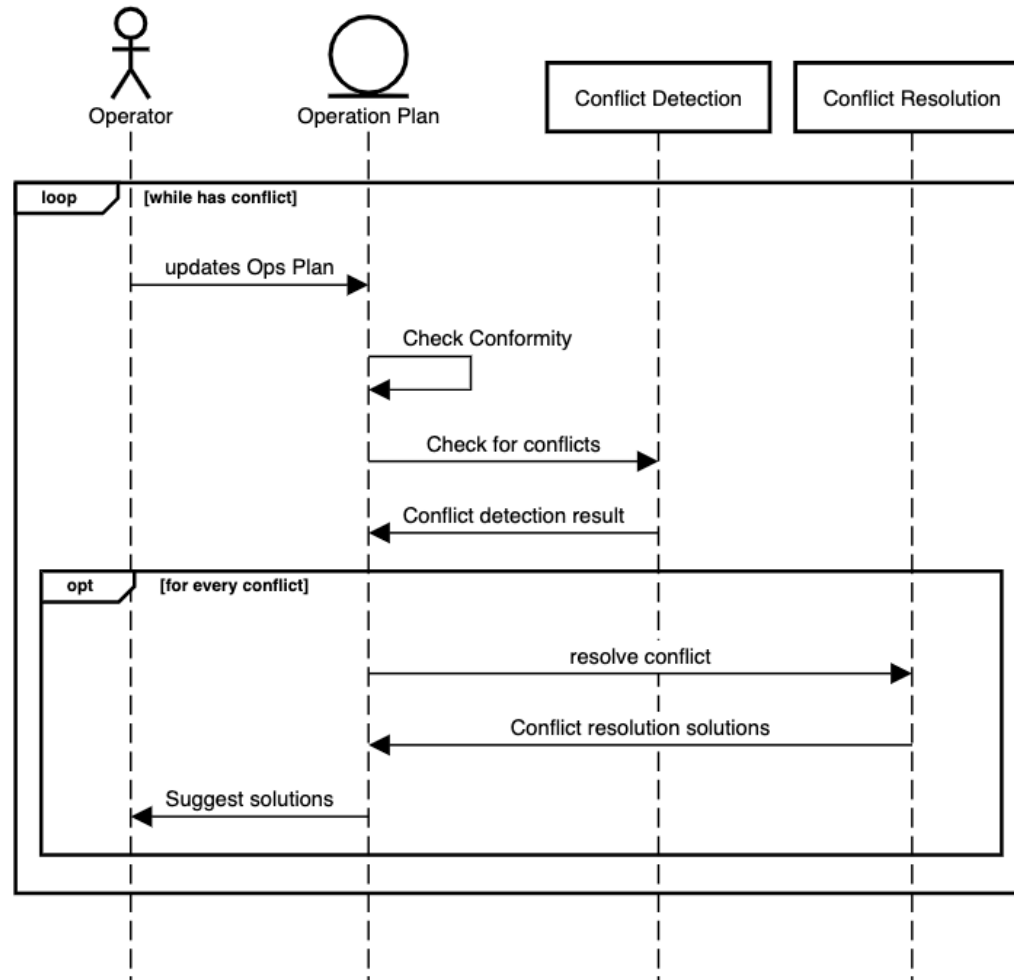 Operator
Operation Plan
Conflict Detection
Conflict Resolution
loop
[while has conflict]
updates Ops Plan
Check Conformity
Check for conflicts
Conflict detection result
opt
[for every conflict]
resolve conflict
Conflict resolution solutions
Suggest solutions